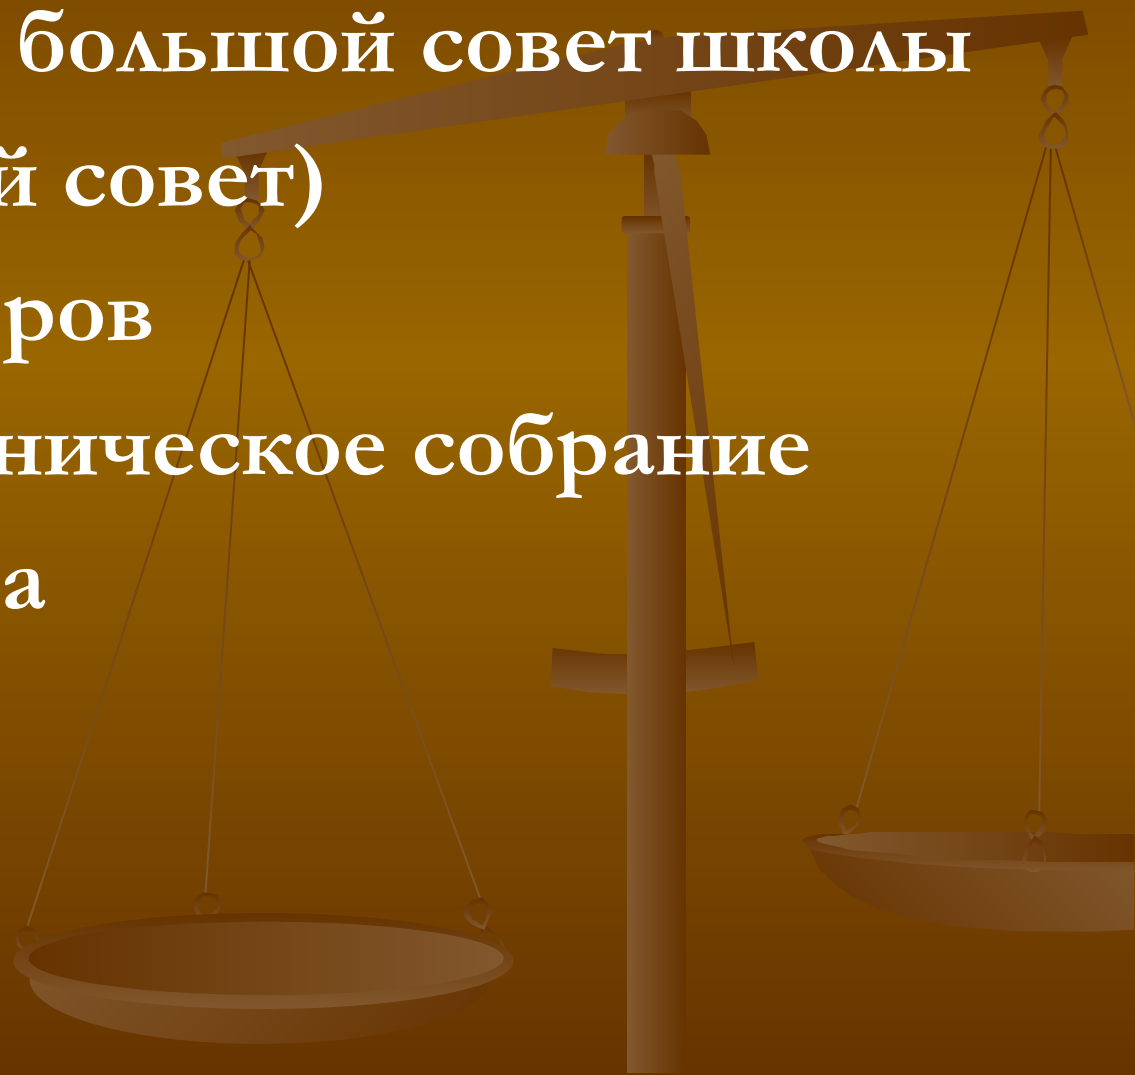 большой совет школы
й совет)
ров
ническое собрание
а